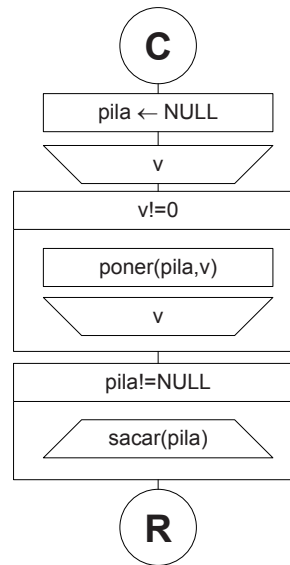 C
pila ← NULL
v
v!=0
poner(pila,v)
v
pila!=NULL
sacar(pila)
R